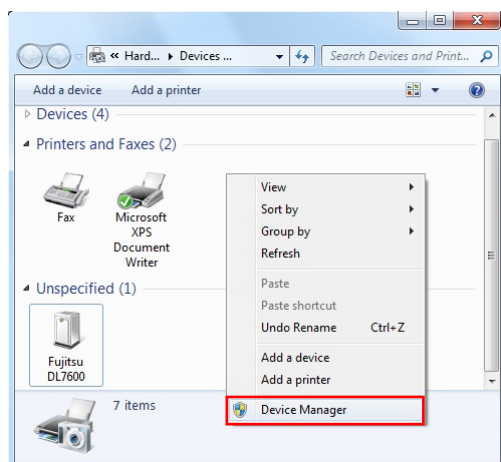 « Hard... ▸ Devices ...
Search Devices and Print...
Add a device
Add a printer
Devices (4)
Printers and Faxes (2)
Fax
Microsoft
XPS
Document
Writer
Unspecified (1)
Fujitsu
DL7600
7 items
View
Sort by
Group by
Refresh
Paste
Paste shortcut
Undo Rename Ctrl+Z
Add a device
Add a printer
Device Manager